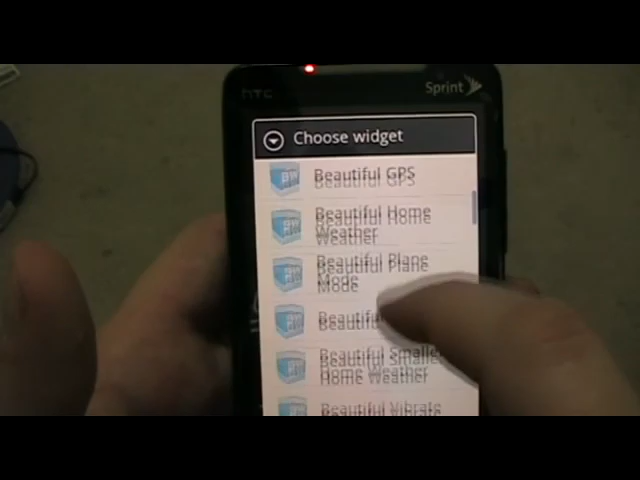 hTC
Sprint
Choose widget
Beautiful GPS
Beautiful Home
Weather
Beautiful Plane
Mode
Beautiful
Beautiful Smaller
Home Weather
Beautiful Vibrate